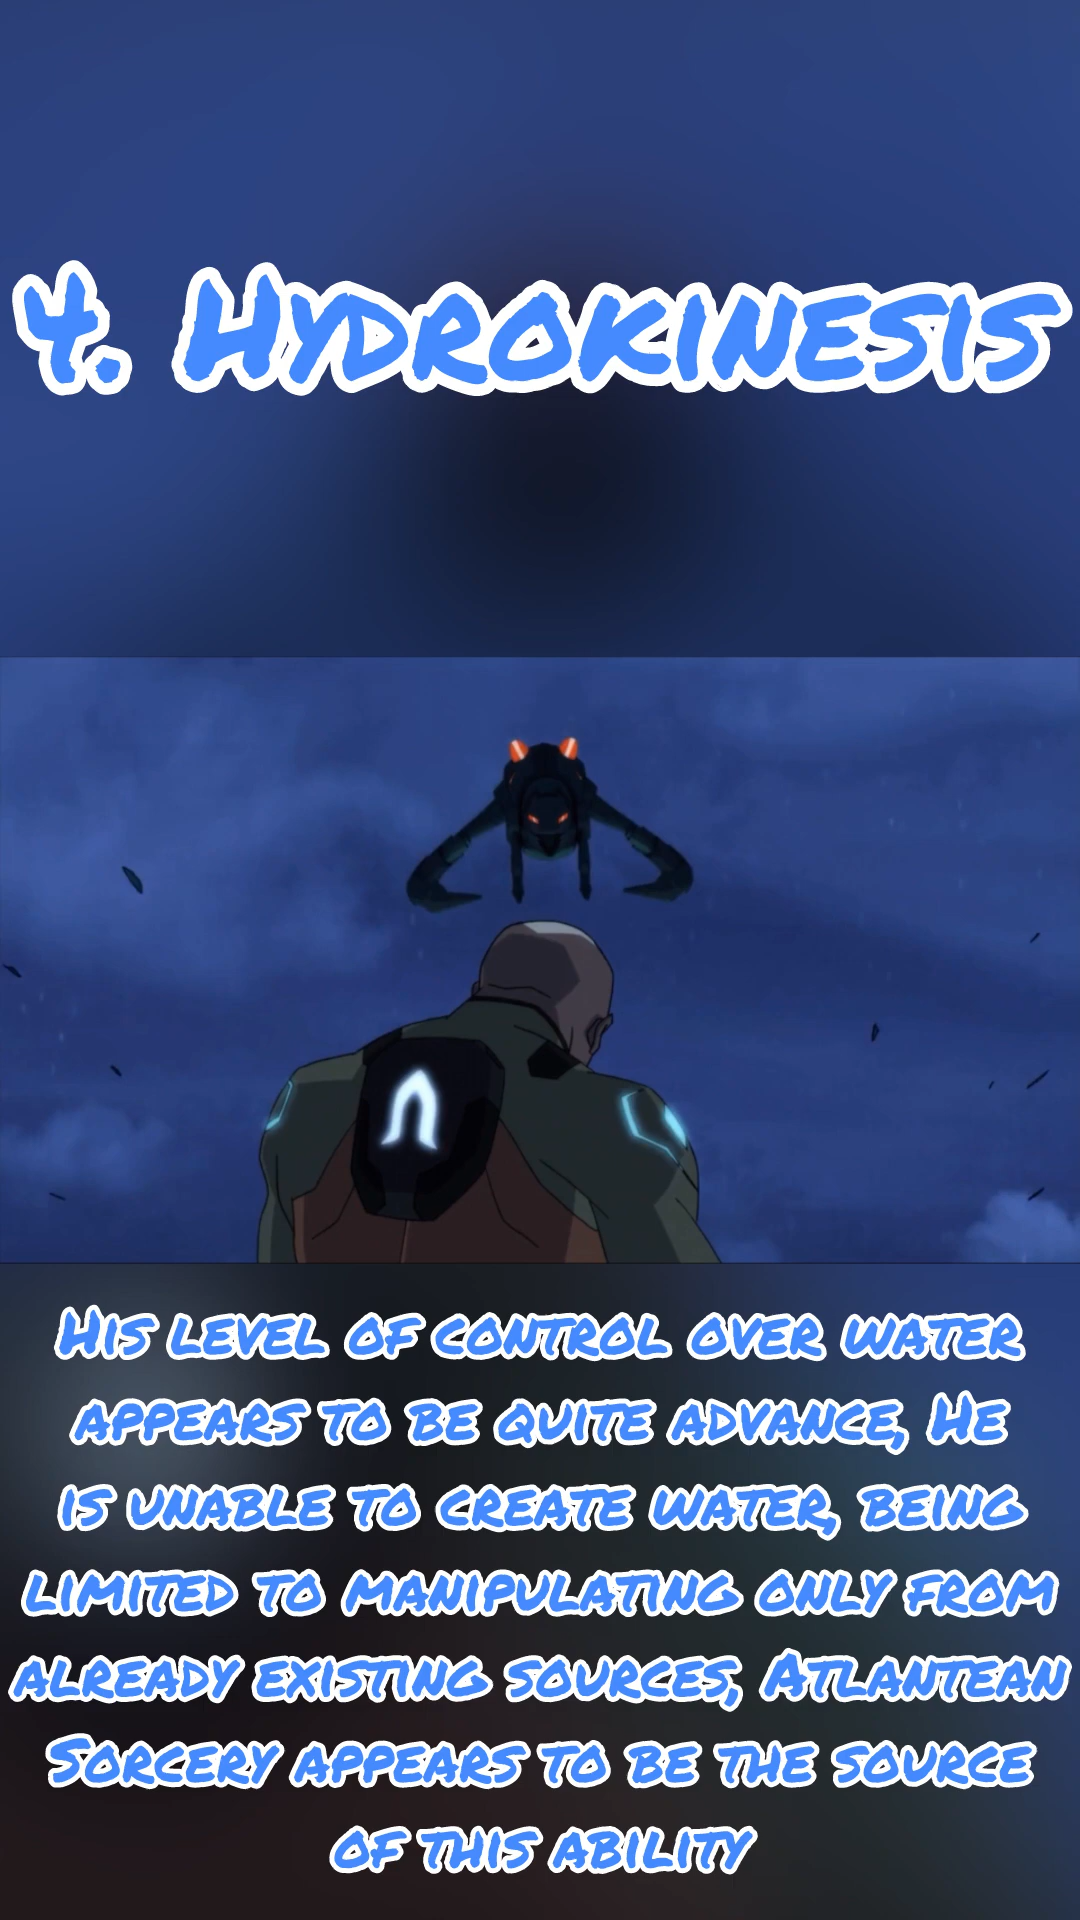 4. Hydrokinesis
His level of control over water
appears to be quite advance, He
is unable to create water, being
limited to manipulating only from
already existing sources, Atlantean
Sorcery appears to be the source
of this ability